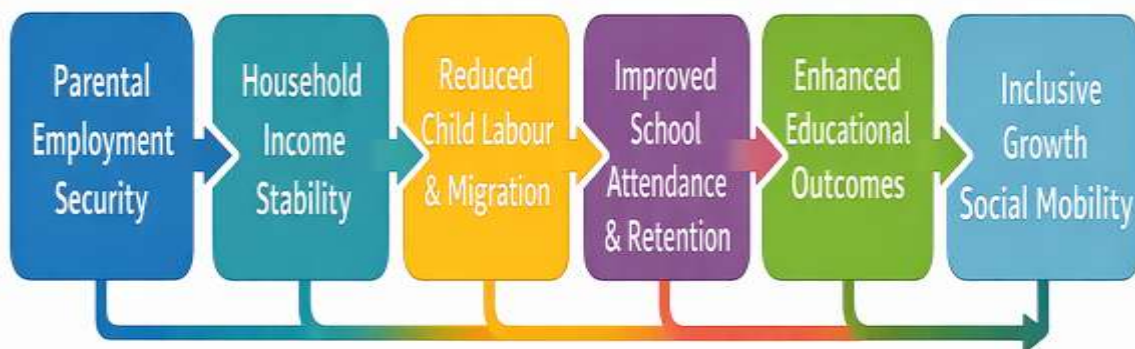 Parental
Employment
Security
Household
Income
Stability
Reduced
Child Labour
& Migration
Improved
School
Attendance
& Retention
Enhanced
Educational
Outcomes
Inclusive
Growth
Social Mobility